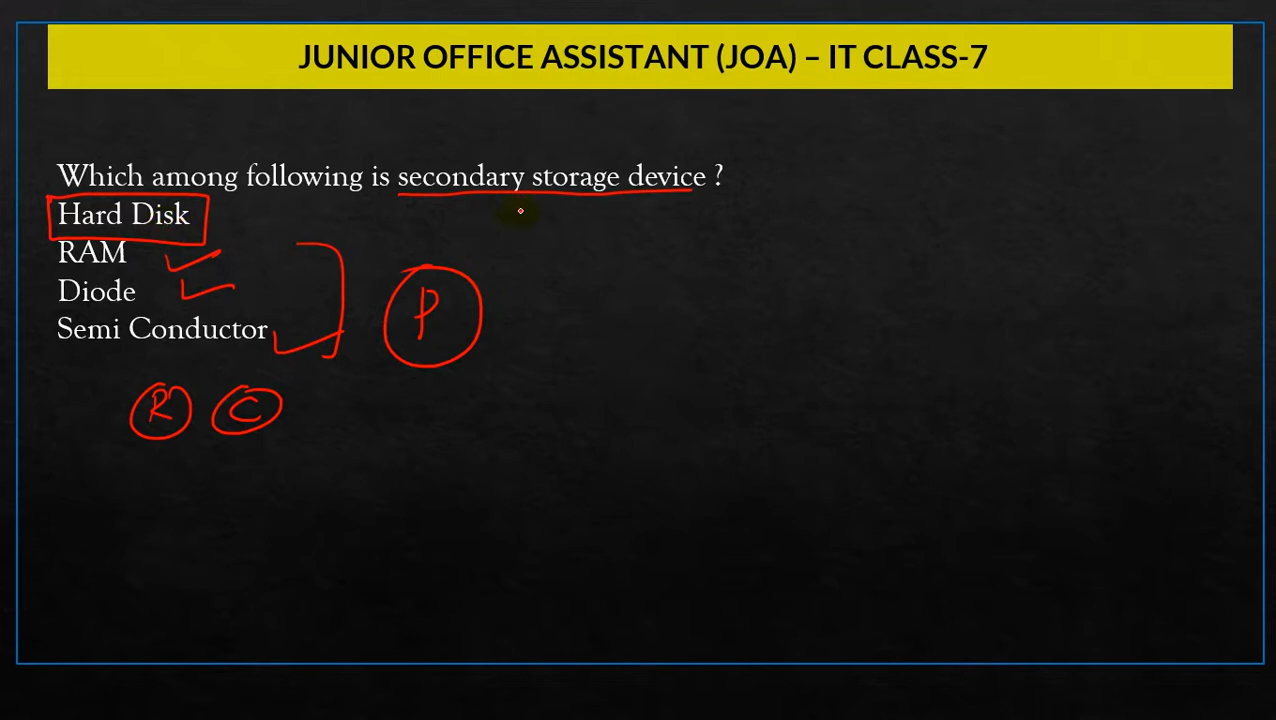 JUNIOR OFFICE ASSISTANT (JOA) – IT CLASS-7
Which among following is secondary storage device ?
Hard Disk
RAM
Diode
Semi Conductor
P
R C